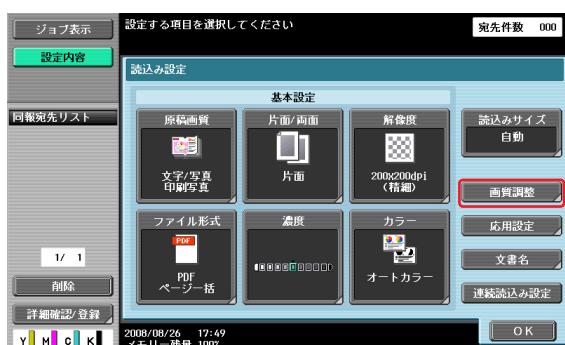 ジョブ表示
設定内容
設定する項目を選択してください
宛先件数 000
読込み設定
同報宛先リスト
基本設定
原稿画質
文字/写真
印刷写真
片面/両面
片面
解像度
200x200dpi
(精細)
読込みサイズ
自動
画質調整
ファイル形式
PDF
PDF
ページ一括
濃度
カラー
オートカラー
応用設定
文書名
連続読込み設定
1/ 1
削除
詳細確認/登録
OK
Y M C K
2008/08/26 17:49
メモリー残量 100%